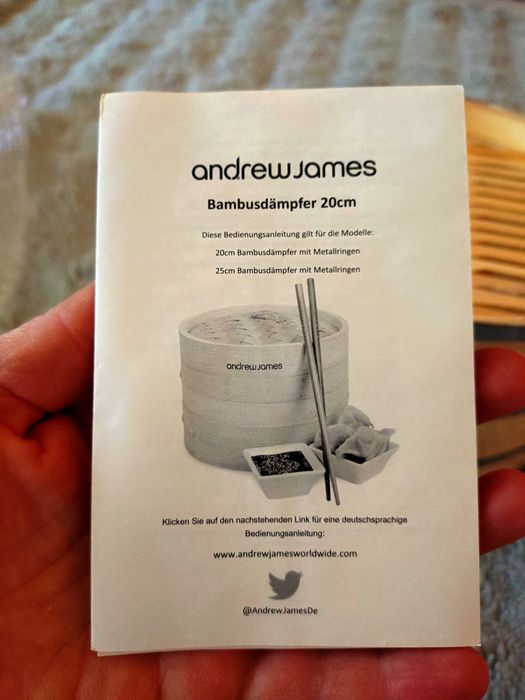 andrewjames
Bambusdämpfer 20cm
Diese Bedienungsanleitung gilt für die Modelle:
20cm Bambusdämpfer mit Metallringen
25cm Bambusdämpfer mit Metallringen
andrewjames
Klicken Sie auf den nachstehenden Link für eine deutschsprachige
Bedienungsanleitung:
www.andrewjamesworldwide.com
@AndrewJamesDe